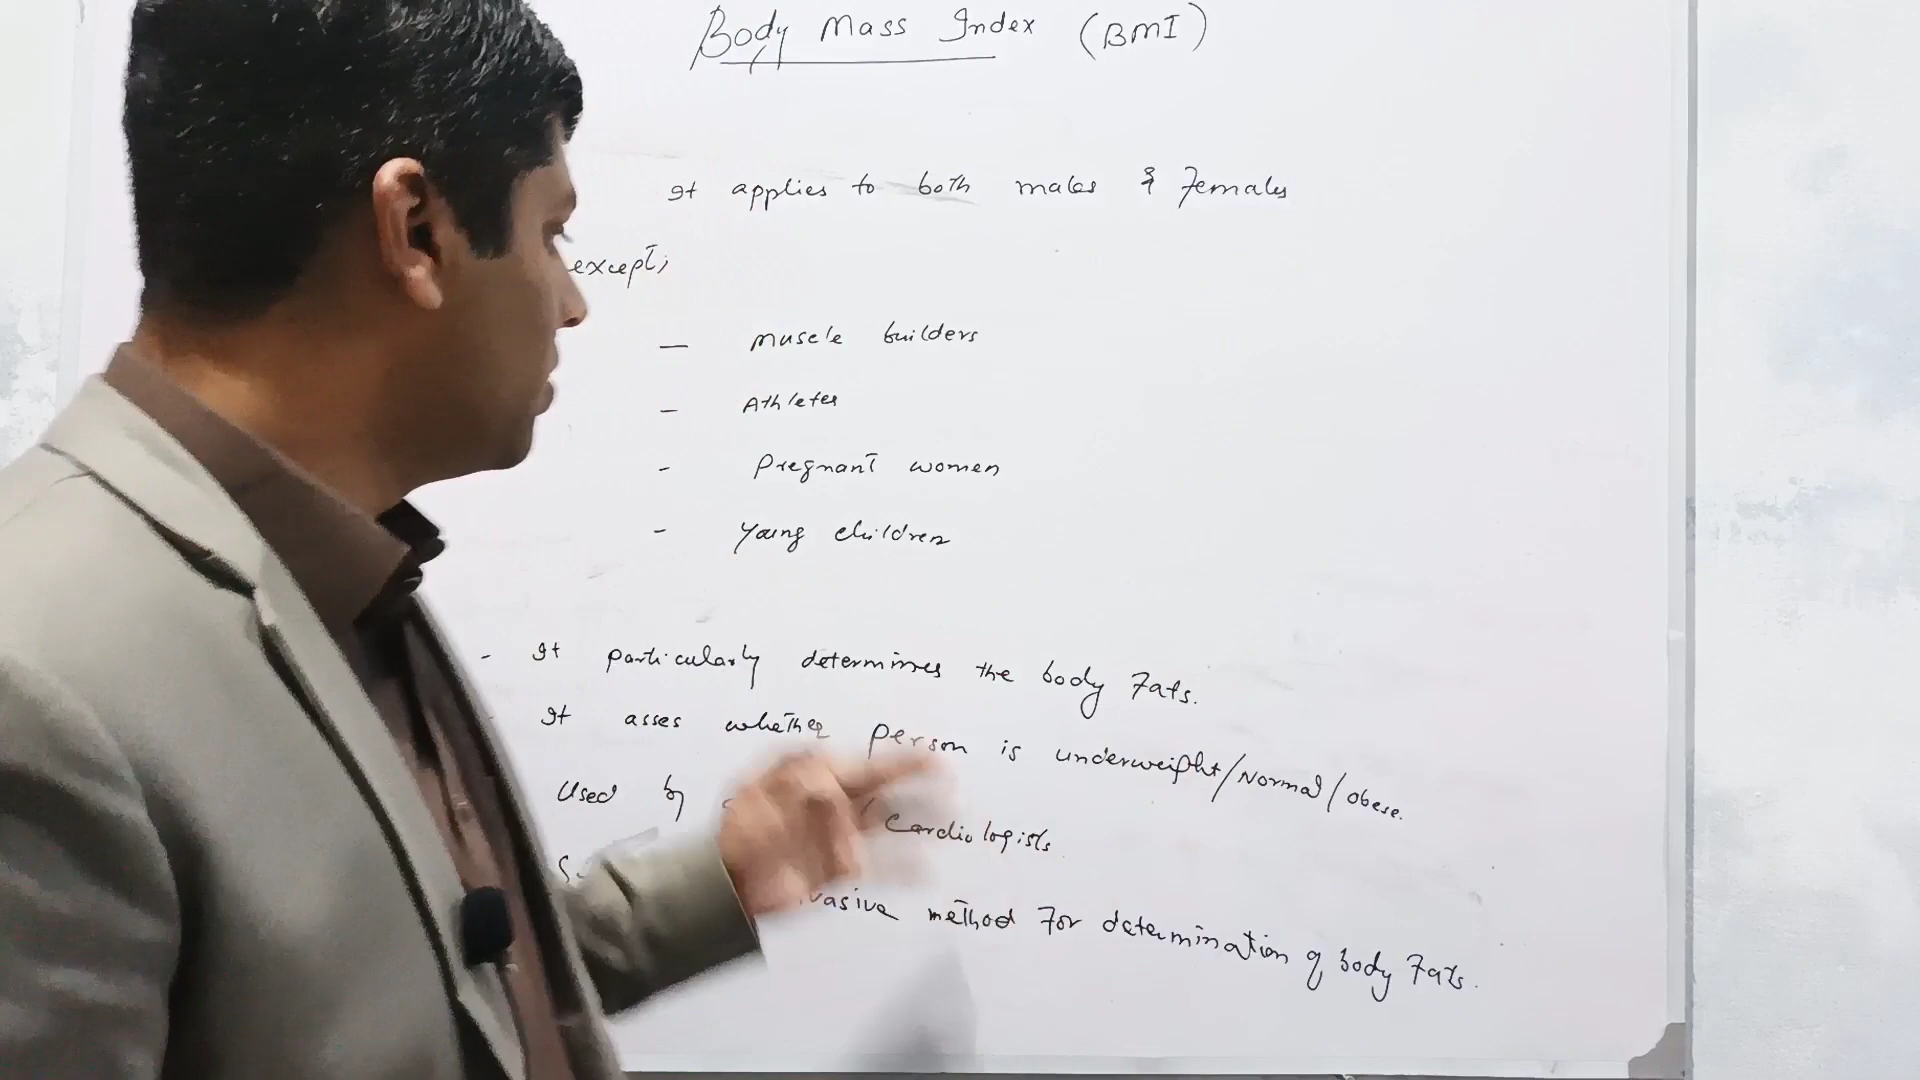 Body Mass Index (BMI)
It applies to both males & Females
except;
— muscle builders
— Athletes
- Pregnant women
- Young children
- It particularly determines the body Fats.
- It asses whether person is underweight/Normal/obese.
Used by Cardiologists
method For determination of body Fats.